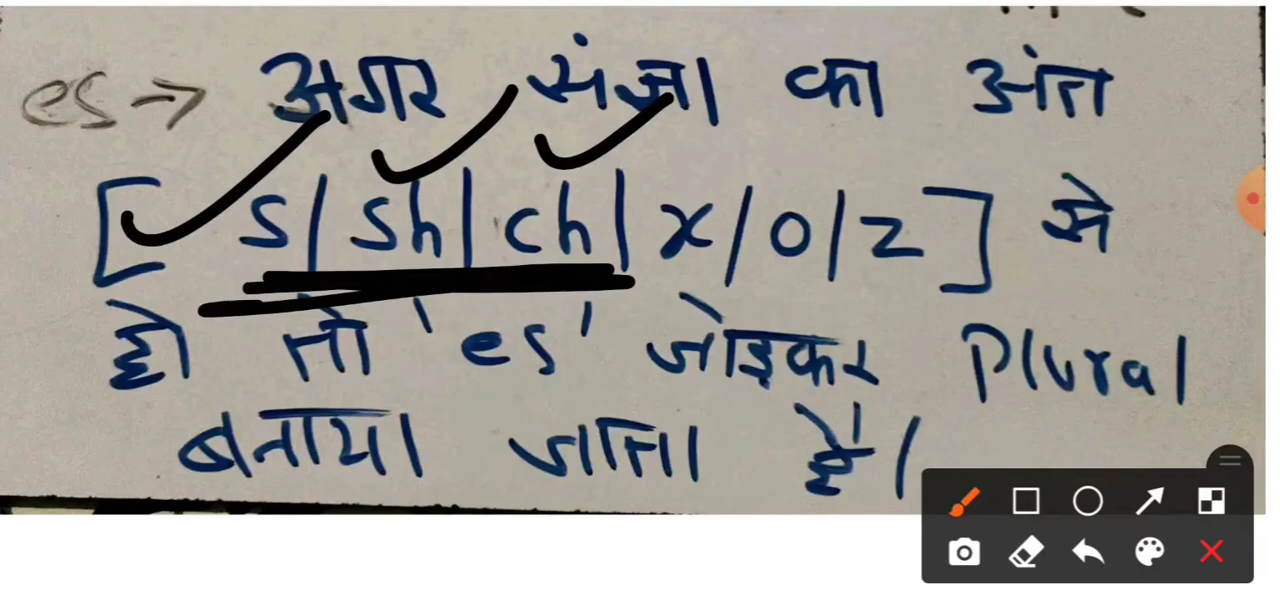 es → अगर संज्ञा का अंत
[ s/sh/ch/x/o/z ] से
हो तो 'es' जोड़कर Plural
बनाया जाता है।